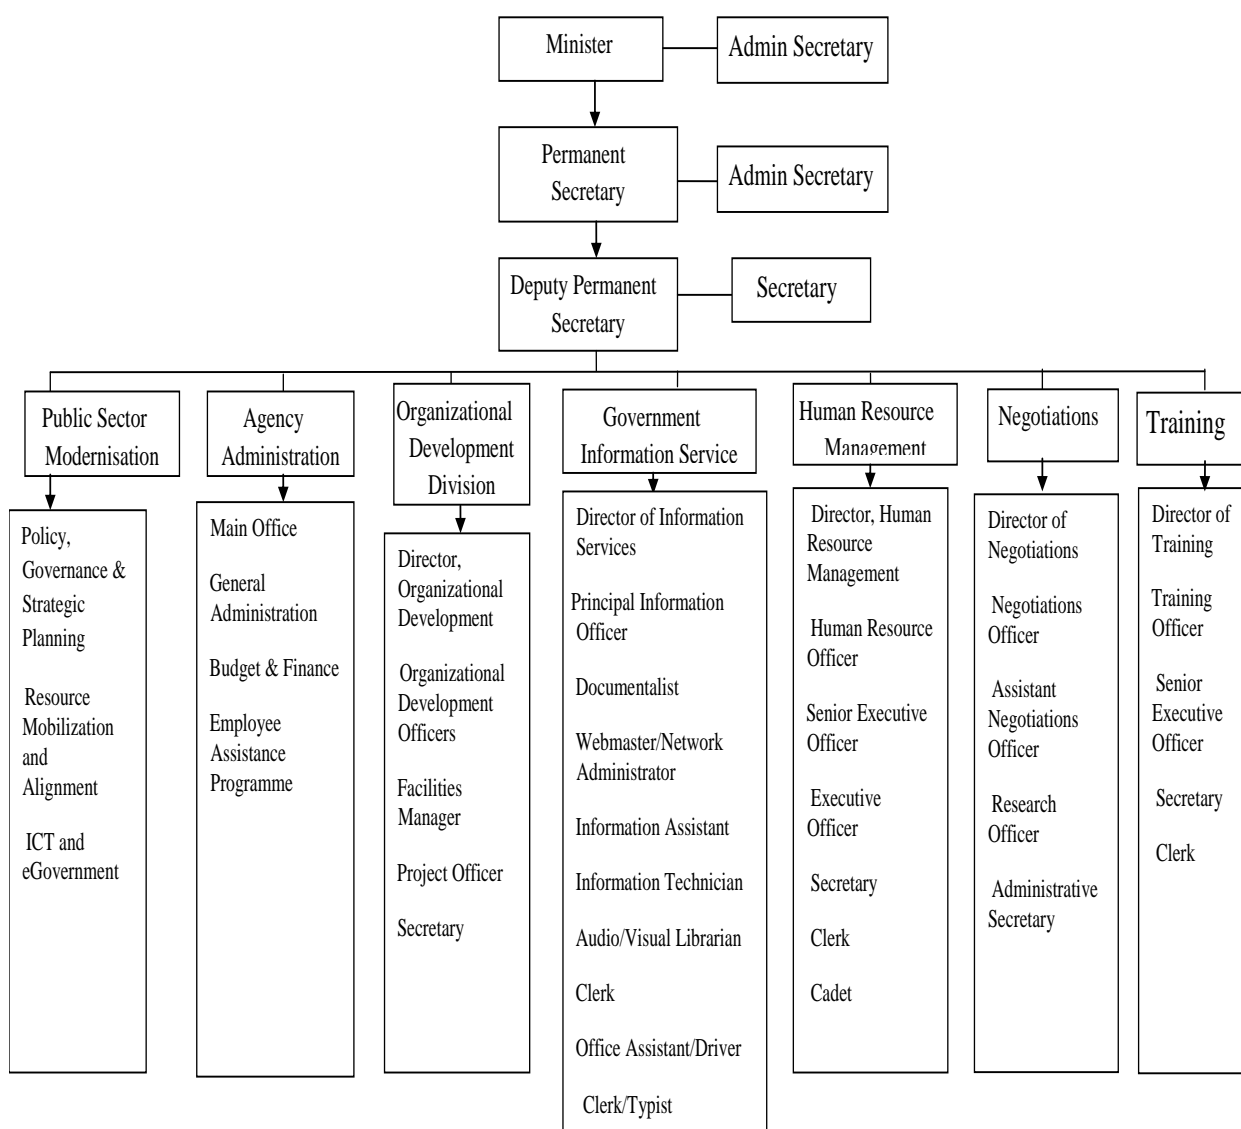 Minister
Admin Secretary
Permanent
Secretary
Admin Secretary
Deputy Permanent
Secretary
Secretary
Public Sector
Modernisation
Agency
Administration
Organizational
Development
Division
Government
Information Service
Human Resource
Management
Negotiations
Training
Policy,
Governance &
Strategic
Planning
Resource
Mobilization
and
Alignment
ICT and
eGovernment
Main Office
General
Administration
Budget & Finance
Employee
Assistance
Programme
Director,
Organizational
Development
Organizational
Development
Officers
Facilities
Manager
Project Officer
Secretary
Director of Information
Services
Principal Information
Officer
Documentalist
Webmaster/Network
Administrator
Information Assistant
Information Technician
Audio/Visual Librarian
Clerk
Office Assistant/Driver
Clerk/Typist
Director, Human
Resource
Management
Human Resource
Officer
Senior Executive
Officer
Executive
Officer
Secretary
Clerk
Cadet
Director of
Negotiations
Negotiations
Officer
Assistant
Negotiations
Officer
Research
Officer
Administrative
Secretary
Director of
Training
Training
Officer
Senior
Executive
Officer
Secretary
Clerk